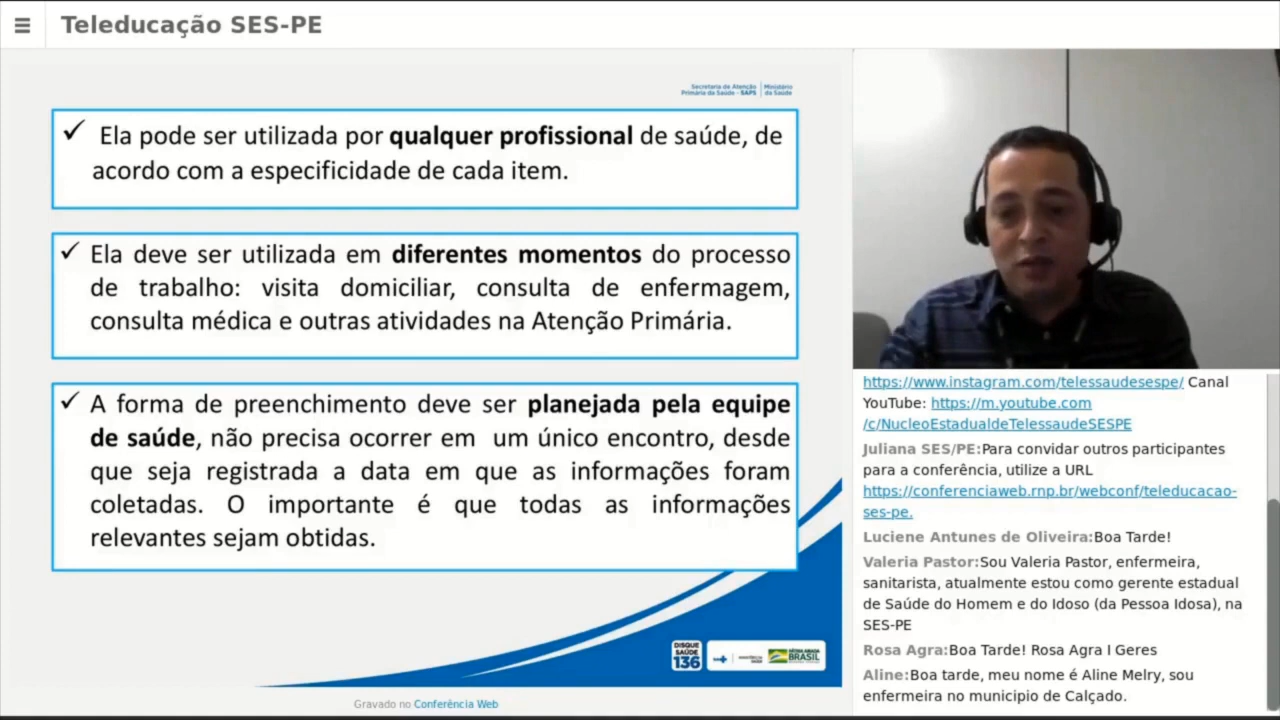 Teleducação SES-PE
Secretaria de Atenção
Primária da Saúde - SAPS
Ministério
da Saúde
✓ Ela pode ser utilizada por qualquer profissional de saúde, de
acordo com a especificidade de cada item.
✓ Ela deve ser utilizada em diferentes momentos do processo
de trabalho: visita domiciliar, consulta de enfermagem,
consulta médica e outras atividades na Atenção Primária.
✓ A forma de preenchimento deve ser planejada pela equipe
de saúde, não precisa ocorrer em um único encontro, desde
que seja registrada a data em que as informações foram
coletadas. O importante é que todas as informações
relevantes sejam obtidas.
DISQUE
SAÚDE
136
PÁTRIA AMADA
BRASIL
Gravado no Conferência Web
https://www.instagram.com/telessaudesespe/ Canal
YouTube: https://m.youtube.com
/c/NucleoEstadualdeTelessaudeSESPE
Juliana SES/PE:Para convidar outros participantes
para a conferência, utilize a URL
https://conferenciaweb.rnp.br/webconf/teleducacao-
ses-pe.
Luciene Antunes de Oliveira:Boa Tarde!
Valeria Pastor:Sou Valeria Pastor, enfermeira,
sanitarista, atualmente estou como gerente estadual
de Saúde do Homem e do Idoso (da Pessoa Idosa), na
SES-PE
Rosa Agra:Boa Tarde! Rosa Agra I Geres
Aline:Boa tarde, meu nome é Aline Melry, sou
enfermeira no municipio de Calçado.